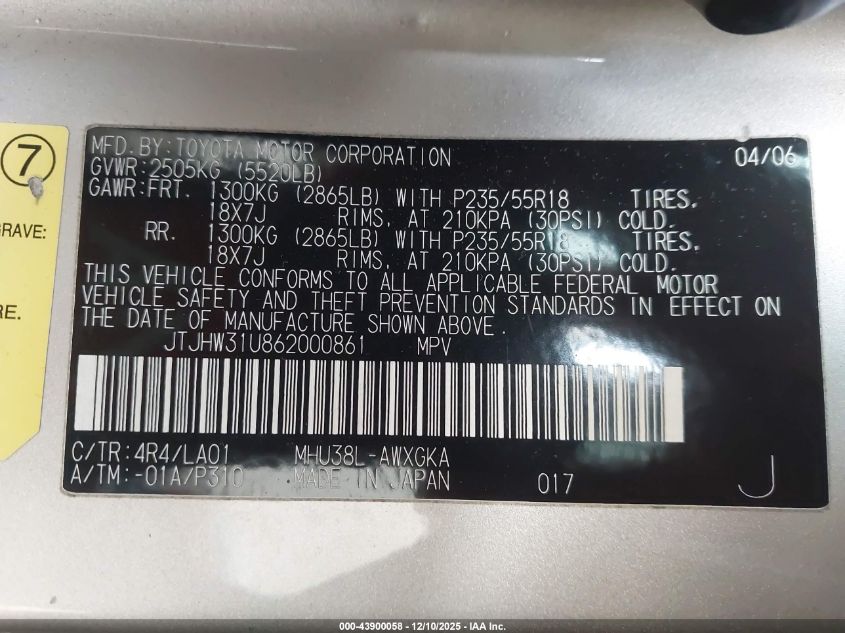 7
GRAVE:
RE.
MFD. BY: TOYOTA MOTOR CORPORATION 04/06
GVWR: 2505KG (5520LB)
GAWR: FRT. 1300KG (2865LB) WITH P235/55R18 TIRES,
18X7J RIMS, AT 210KPA (30PSI) COLD.
RR. 1300KG (2865LB) WITH P235/55R18 TIRES,
18X7J RIMS, AT 210KPA (30PSI) COLD.
THIS VEHICLE CONFORMS TO ALL APPLICABLE FEDERAL MOTOR
VEHICLE SAFETY AND THEFT PREVENTION STANDARDS IN EFFECT ON
THE DATE OF MANUFACTURE SHOWN ABOVE.
JTJHW31U862000861 MPV
C/TR: 4R4/LA01 MHU38L-AWXGKA
A/TM: -01A/P310 MADE IN JAPAN 017 J
000-43900058 - 12/10/2025 - IAA Inc.